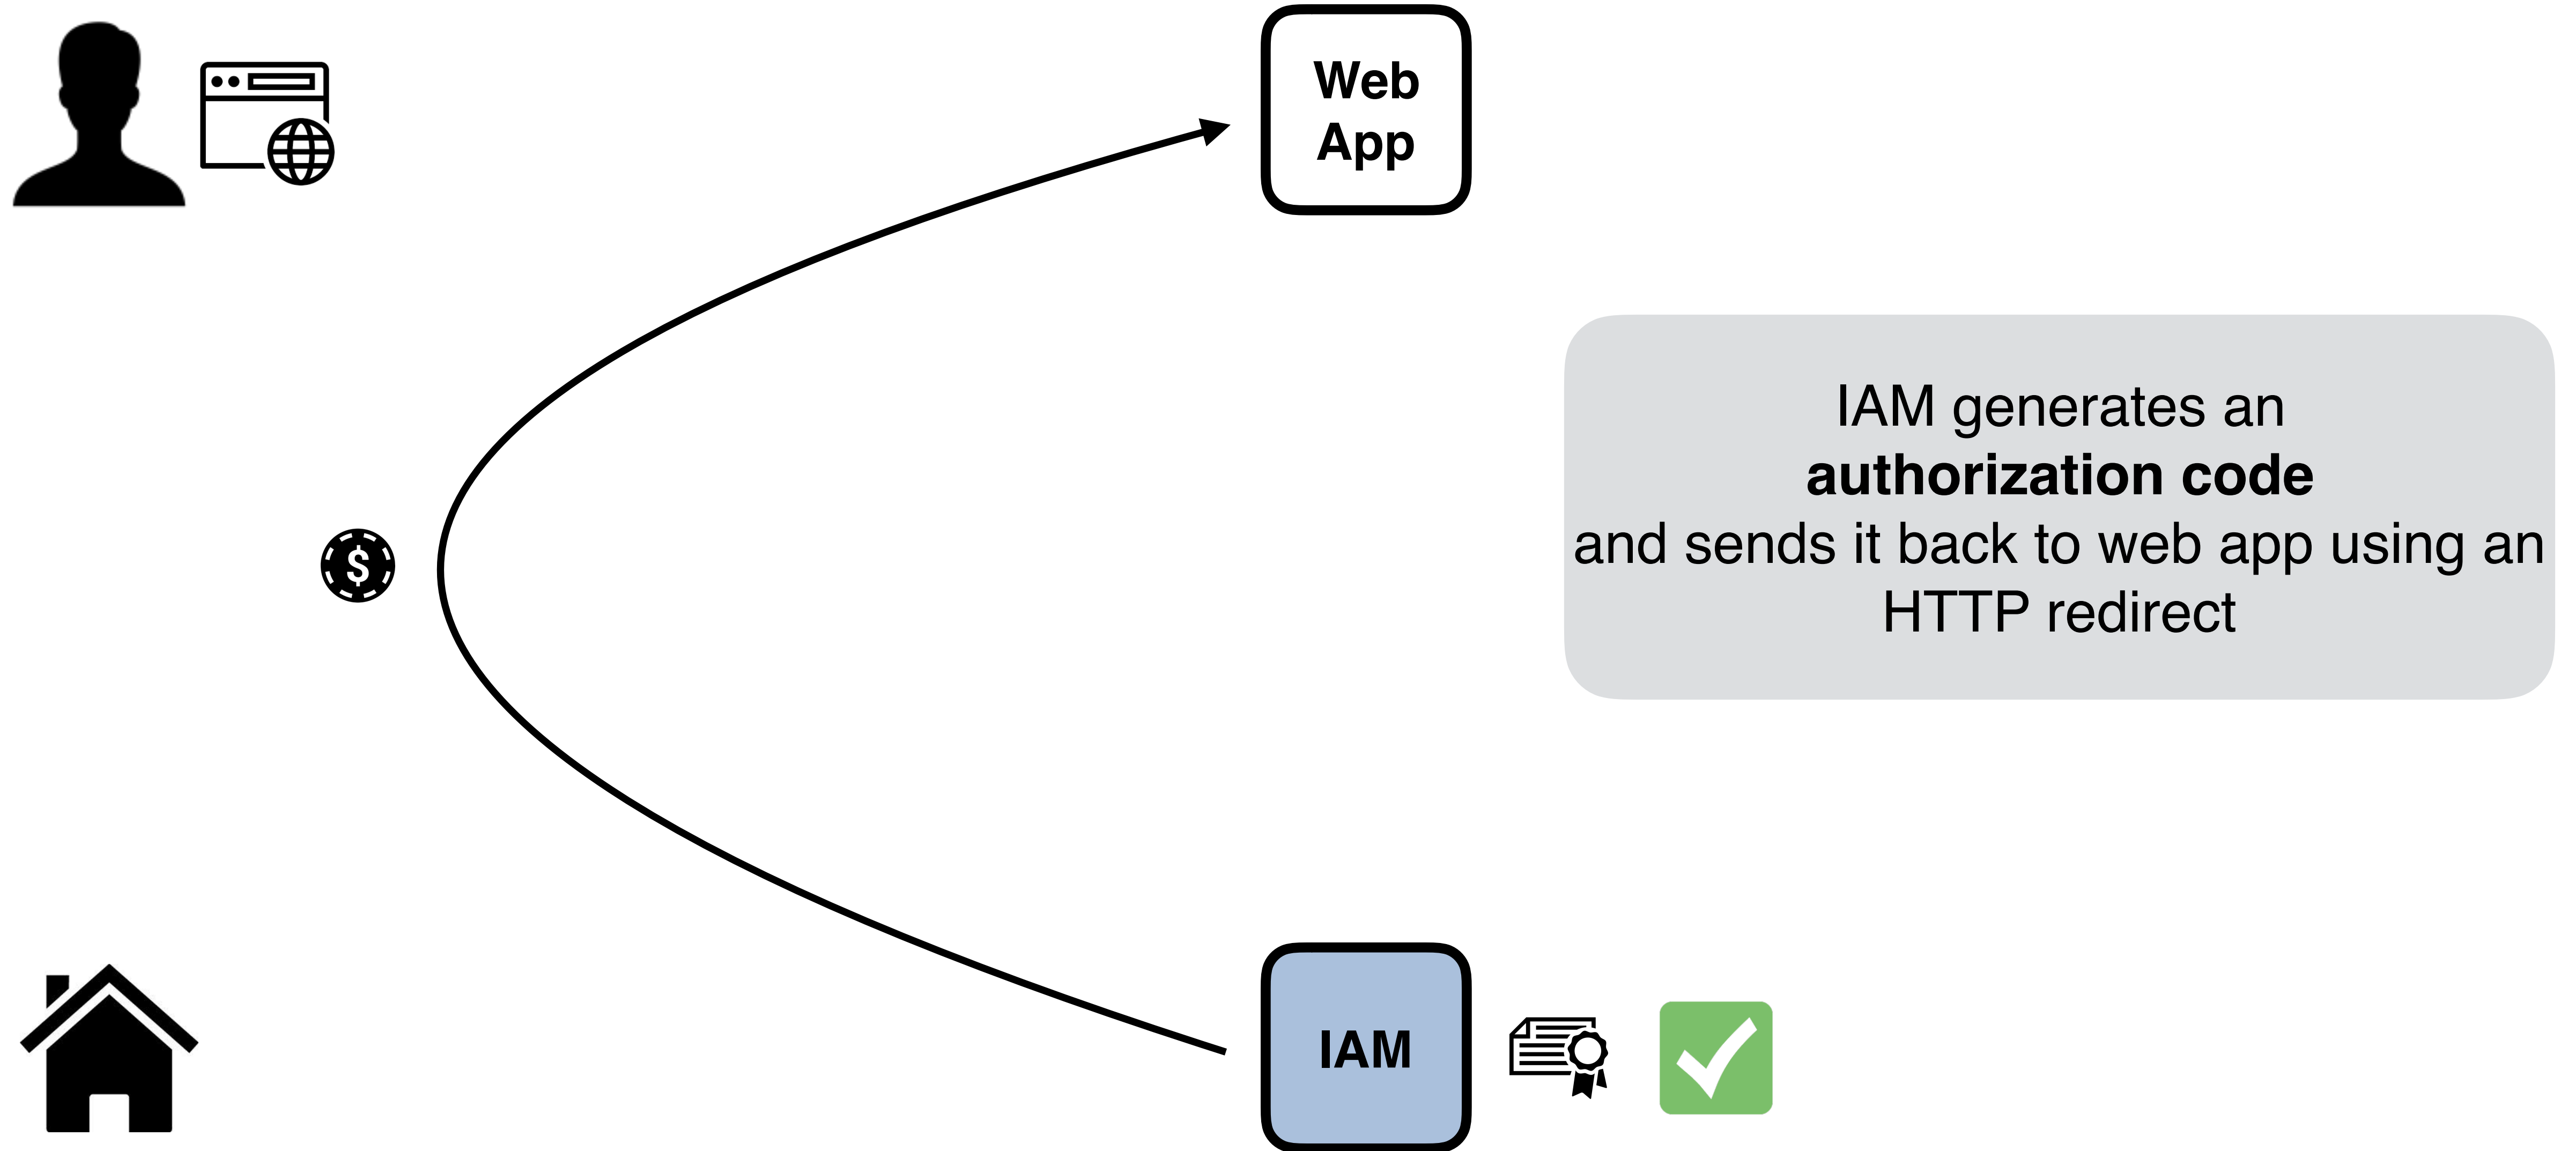 Web
App
IAM generates an
authorization code
and sends it back to web app using an
HTTP redirect
$
IAM